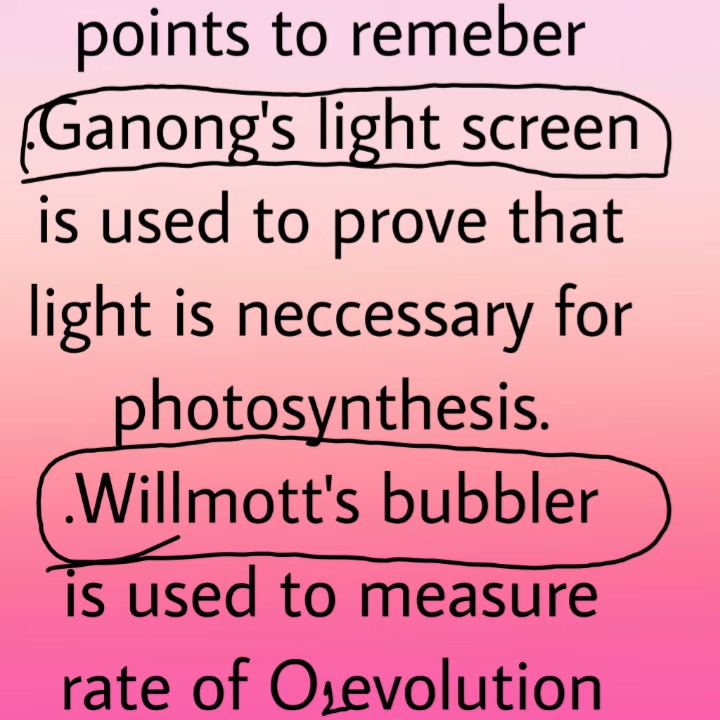 points to remeber
.Ganong's light screen
is used to prove that
light is neccessary for
photosynthesis.
.Willmott's bubbler
is used to measure
rate of O2evolution